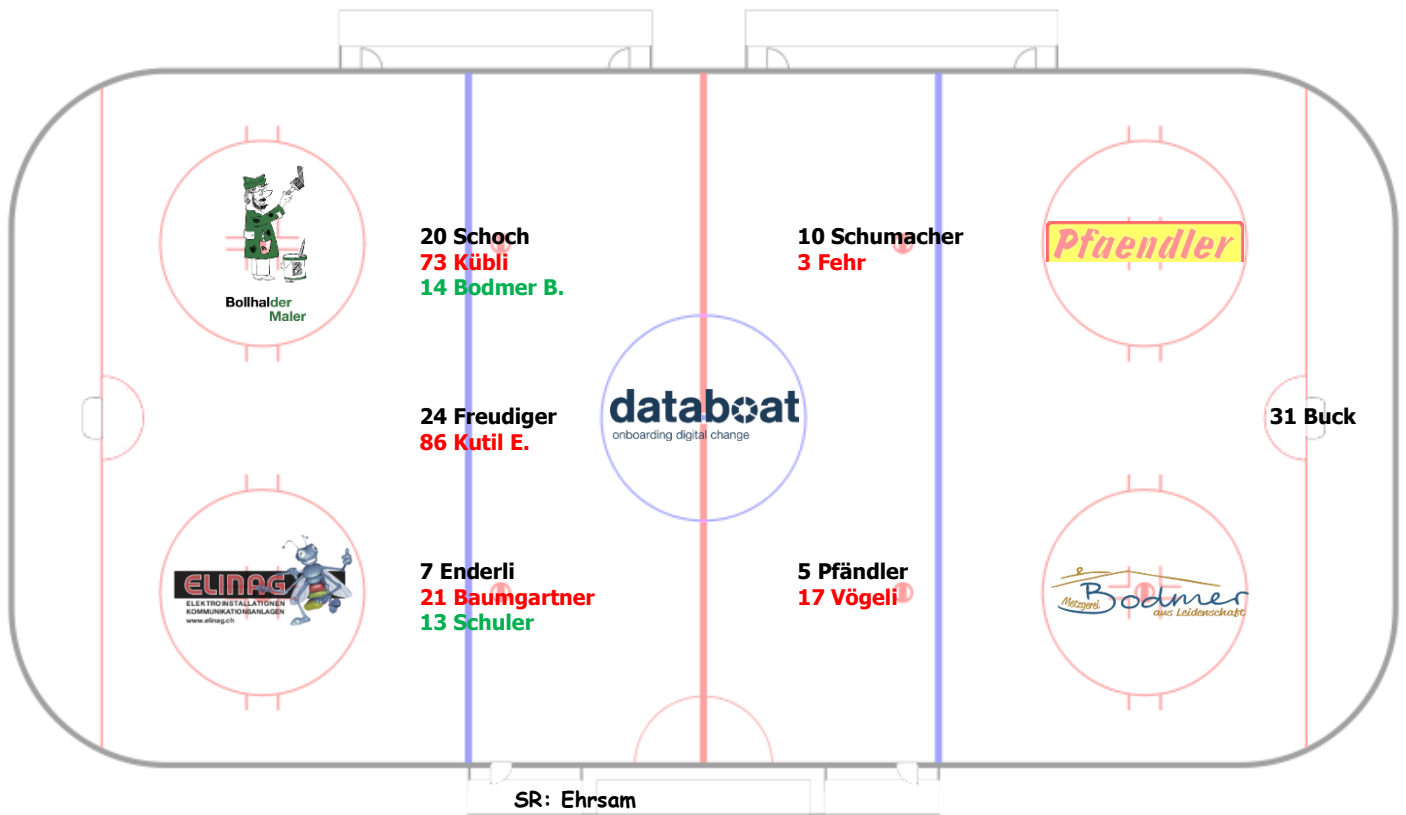 20 Schoch
73 Kübli
14 Bodmer B.
10 Schumacher
3 Fehr
Pfaendler
Bollhalder
Maler
24 Freudiger
86 Kutil E.
databoat
onboarding digital change
31 Buck
ELINAG
ELEKTROINSTALLATIONEN
KOMMUNIKATIONSANLAGEN
www.elinag.ch
7 Enderli
21 Baumgartner
13 Schuler
5 Pfändler
17 Vögeli
Metzgerei Bodmer
aus Leidenschaft
SR: Ehrsam